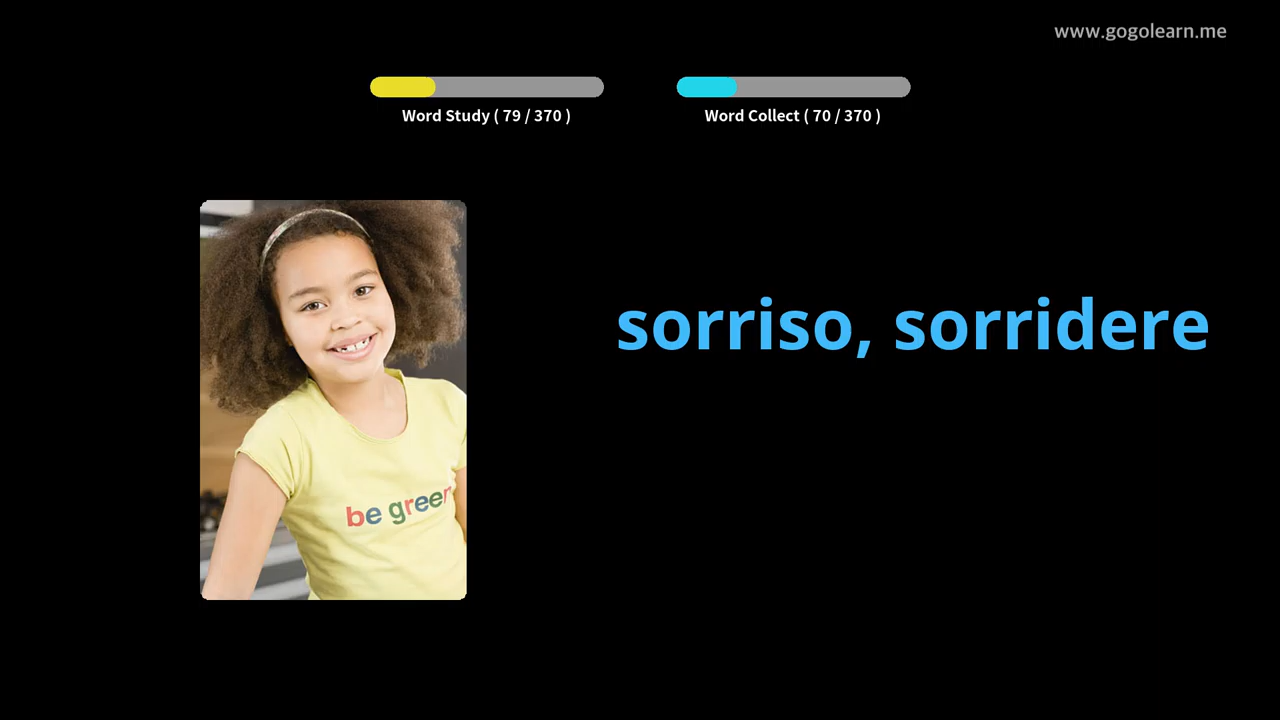 www.gogolearn.me
Word Study ( 79 / 370 )
Word Collect ( 70 / 370 )
sorriso, sorridere
be green